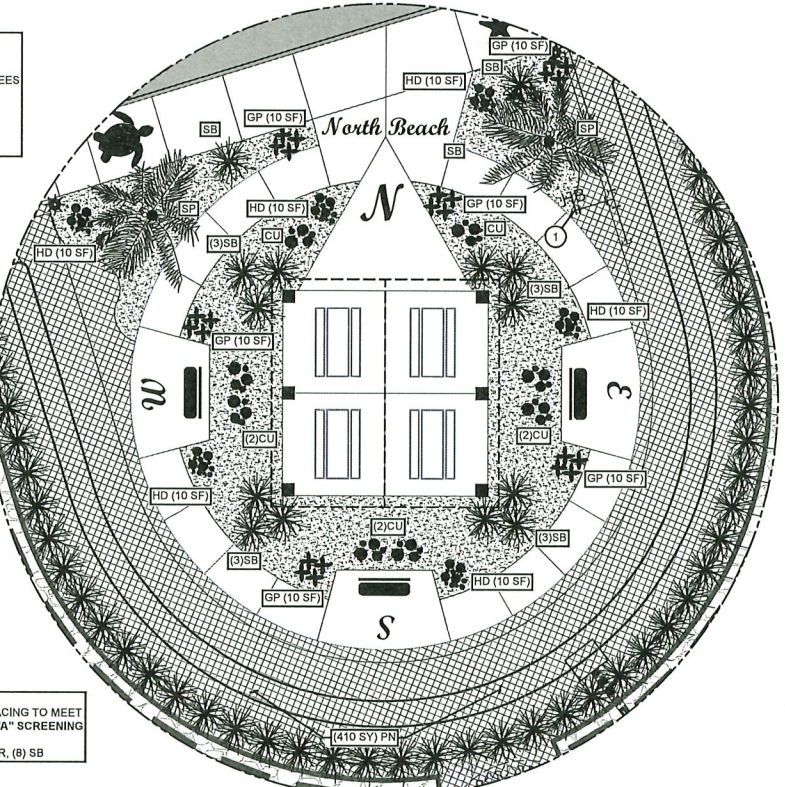 EES
GP (10 SF)
SB
HD (10 SF)
GP (10 SF)
SB
North Beach
SP
SB
N
HD (10 SF)
GP (10 SF)
SP
CU
CU
1
(3)SB
HD (10 SF)
(3)SB
HD (10 SF)
GP (10 SF)
W
E
(2)CU
(2)CU
GP (10 SF)
HD (10 SF)
(2)CU
(3)SB
(3)SB
HD (10 SF)
GP (10 SF)
S
ACING TO MEET
"A" SCREENING
(410 SY) PN
R, (8) SB